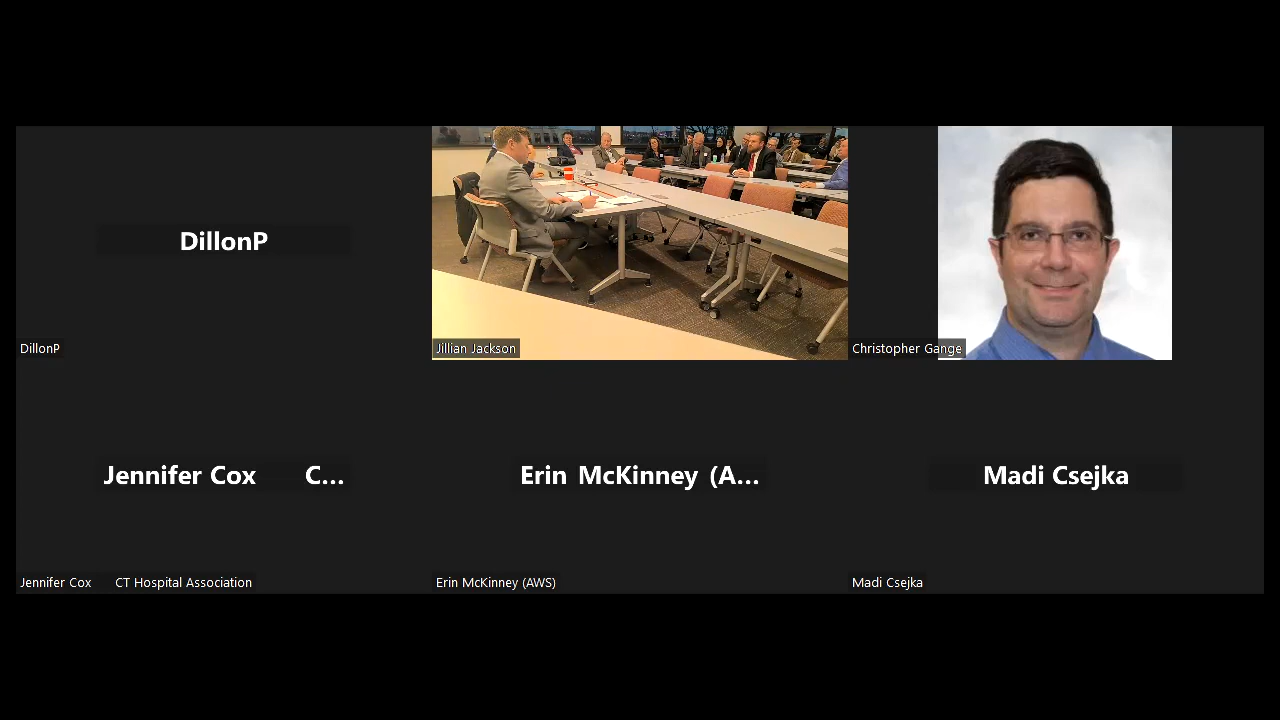 DillonP
DillonP
Jillian Jackson
Christopher Gange
Jennifer Cox C...
Erin McKinney (A...
Madi Csejka
Jennifer Cox CT Hospital Association
Erin McKinney (AWS)
Madi Csejka